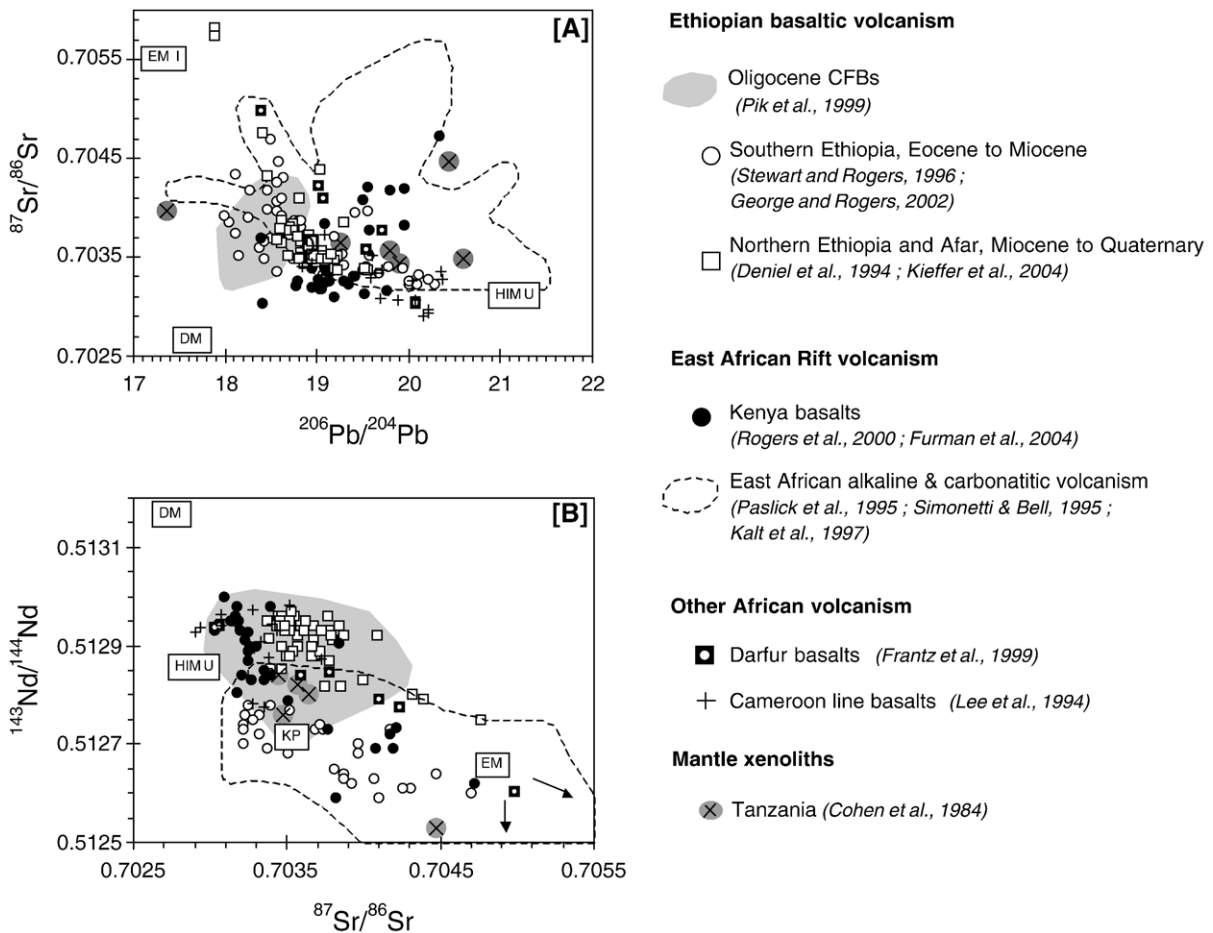 [A]
0.7055
0.7045
0.7035
0.7025
87Sr/86Sr
EM I
DM
HIMU
17 18 19 20 21 22
206Pb/204Pb
[B]
0.5131
0.5129
0.5127
0.5125
143Nd/144Nd
DM
HIMU
KP
EM
0.7025 0.7035 0.7045 0.7055
87Sr/86Sr
Ethiopian basaltic volcanism
Oligocene CFBs
(Pik et al., 1999)
Southern Ethiopia, Eocene to Miocene
(Stewart and Rogers, 1996 ;
George and Rogers, 2002)
Northern Ethiopia and Afar, Miocene to Quaternary
(Deniel et al., 1994 ; Kieffer et al., 2004)
East African Rift volcanism
Kenya basalts
(Rogers et al., 2000 ; Furman et al., 2004)
East African alkaline & carbonatitic volcanism
(Paslick et al., 1995 ; Simonetti & Bell, 1995 ;
Kalt et al., 1997)
Other African volcanism
Darfur basalts (Frantz et al., 1999)
Cameroon line basalts (Lee et al., 1994)
Mantle xenoliths
Tanzania (Cohen et al., 1984)